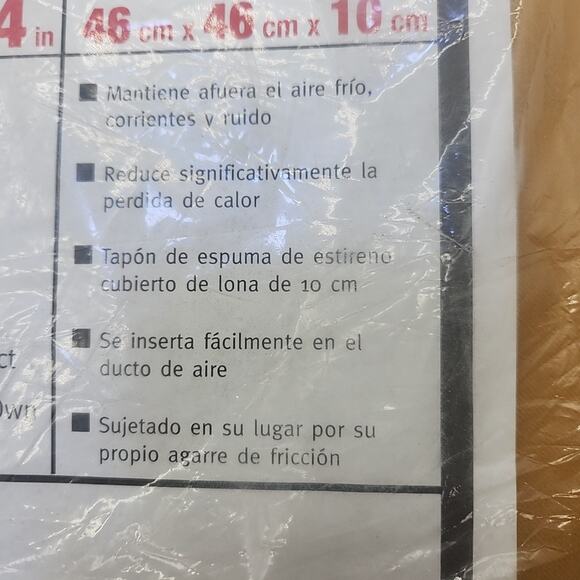 4 in
46 cm x 46 cm x 10 cm
Mantiene afuera el aire frío,
corrientes y ruido
Reduce significativamente la
perdida de calor
Tapón de espuma de estireno
cubierto de lona de 10 cm
Se inserta fácilmente en el
ducto de aire
Sujetado en su lugar por su
propio agarre de fricción
ct
Own